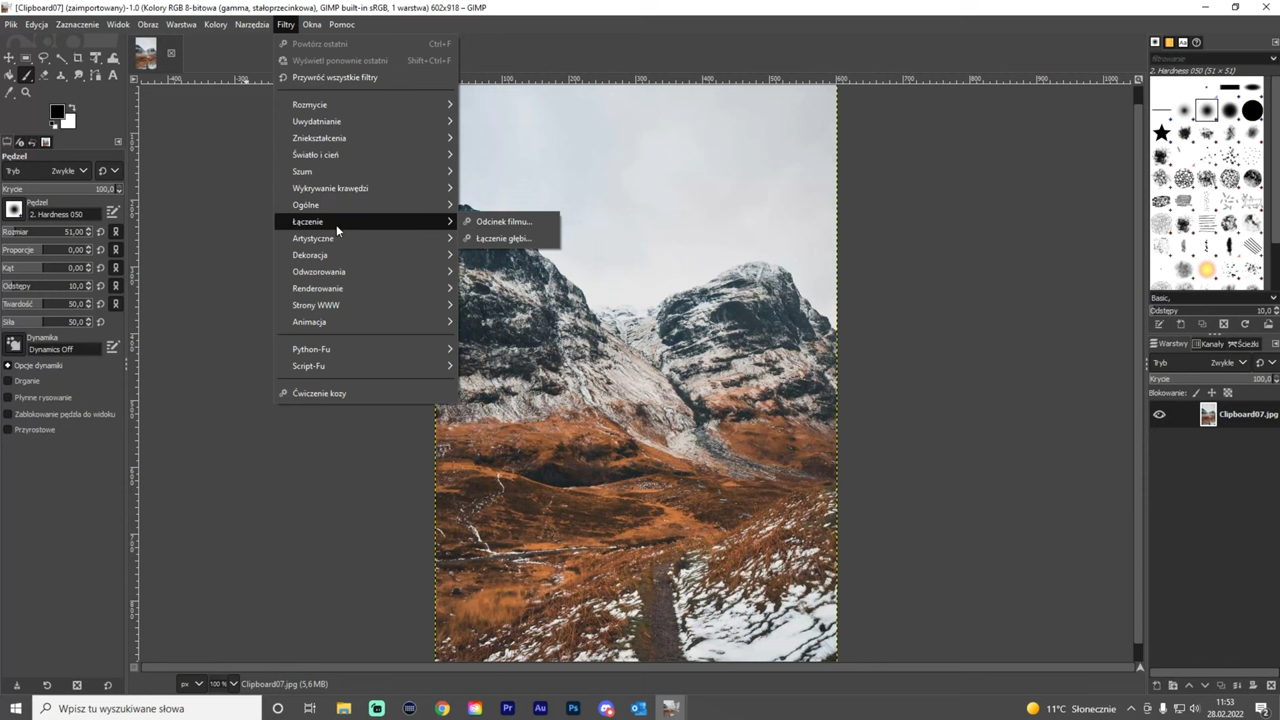 [Clipboard07] (zaimportowany)-1.0 (Kolory RGB 8-bitowa (gamma, stałoprzecinkowa), GIMP built-in sRGB, 1 warstwa) 602x918 – GIMP
Plik Edycja Zaznaczenie Widok Obraz Warstwa Kolory Narzędzia Filtry Okna Pomoc
Powtórz ostatni Ctrl+F
Wyświetl ponownie ostatni Shift+Ctrl+F
Przywróć wszystkie filtry
Rozmycie
Uwydatnianie
Zniekształcenia
Światło i cień
Szum
Wykrywanie krawędzi
Ogólne
Łączenie
Artystyczne
Dekoracja
Odwzorowania
Renderowanie
Strony WWW
Animacja
Python-Fu
Script-Fu
Ćwiczenie kozy
Odcinek filmu...
Łączenie głębi...
Pędzel
Tryb Zwykłe
Krycie 100,0
Pędzel
2. Hardness 050
Rozmiar 51,00
Proporcje 0,00
Kąt 0,00
Odstępy 10,0
Twardość 50,0
Siła 50,0
Dynamika
Dynamics Off
Opcje dynamiki
Drganie
Płynne rysowanie
Zablokowanie pędzla do widoku
Przyrostowe
filtrowanie
2. Hardness 050 (51 × 51)
Basic,
Odstępy 10,0
Warstwy Kanały Ścieżki
Tryb Zwykłe
Krycie 100,0
Blokowanie:
Clipboard07.jpg
px 100 % Clipboard07.jpg (5,6 MB)
Wpisz tu wyszukiwane słowa
11°C Słonecznie
11:53
28.02.2022